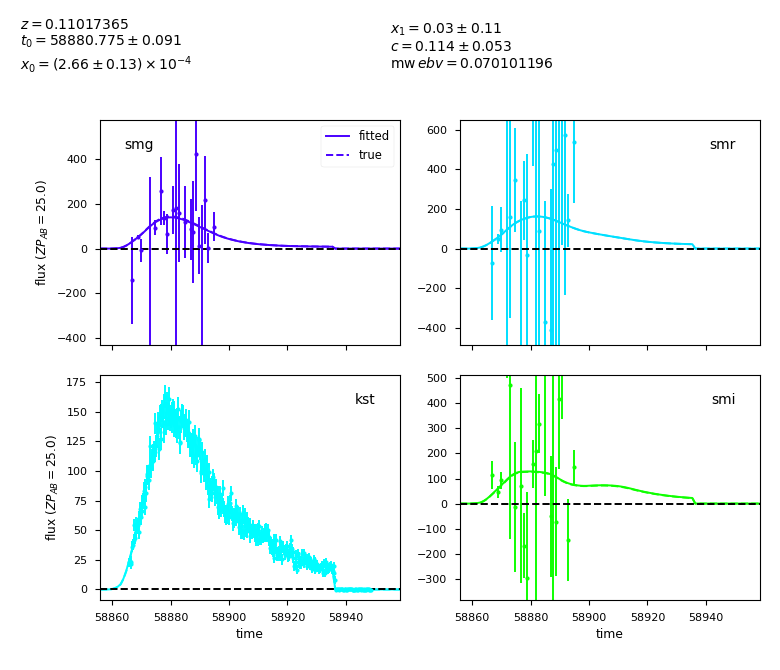 z = 0.11017365
t₀ = 58880.775 ± 0.091
x₀ = (2.66 ± 0.13) × 10⁻⁴
x₁ = 0.03 ± 0.11
c = 0.114 ± 0.053
mw ebv = 0.070101196
smg
fitted
true
flux (ZP_AB = 25.0)
400
200
0
−200
−400
smr
600
400
200
0
−200
−400
kst
flux (ZP_AB = 25.0)
175
150
125
100
75
50
25
0
58860 58880 58900 58920 58940
time
smi
500
400
300
200
100
0
−100
−200
−300
58860 58880 58900 58920 58940
time